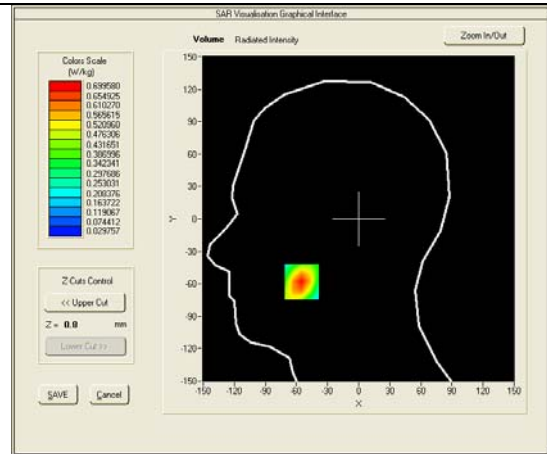 SAR Visualisation Graphical Interface
Volume Radiated Intensity
Zoom In/Out
Colors Scale
(W/kg)
0.699580
0.654925
0.610270
0.565615
0.520960
0.476306
0.431651
0.386996
0.342341
0.297686
0.253031
0.208376
0.163722
0.119067
0.074412
0.029757
Z Cuts Control
<< Upper Cut
Z = 0.0 mm
Lower Cut >>
SAVE Cancel
150
120
90
60
30
0
-30
-60
-90
-120
-150
Y
-150 -120 -90 -60 -30 0 30 60 90 120 150
X